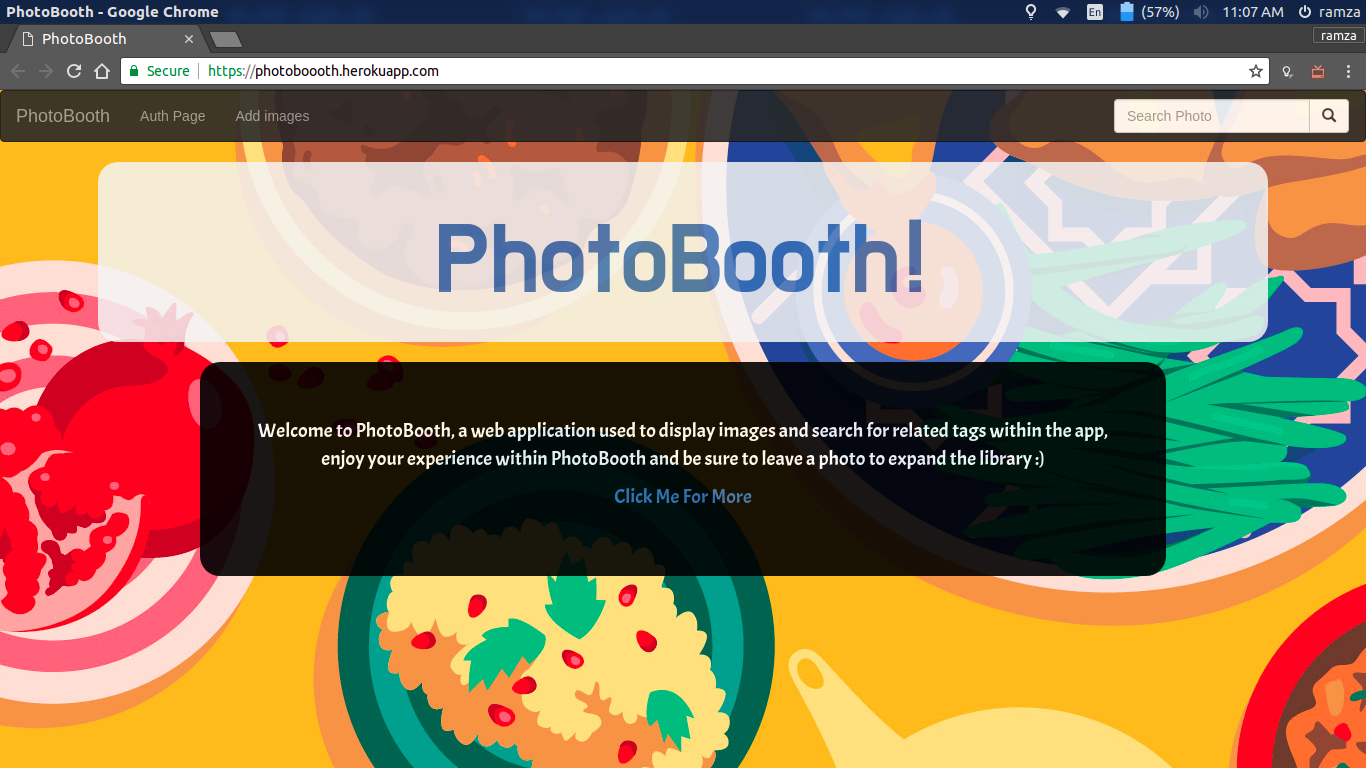 PhotoBooth - Google Chrome
En
(57%)
11:07 AM
ramza
PhotoBooth
ramza
Secure
https://photoboooth.herokuapp.com
PhotoBooth
Auth Page
Add images
Search Photo
PhotoBooth!
Welcome to PhotoBooth, a web application used to display images and search for related tags within the app,
enjoy your experience within PhotoBooth and be sure to leave a photo to expand the library :)
Click Me For More